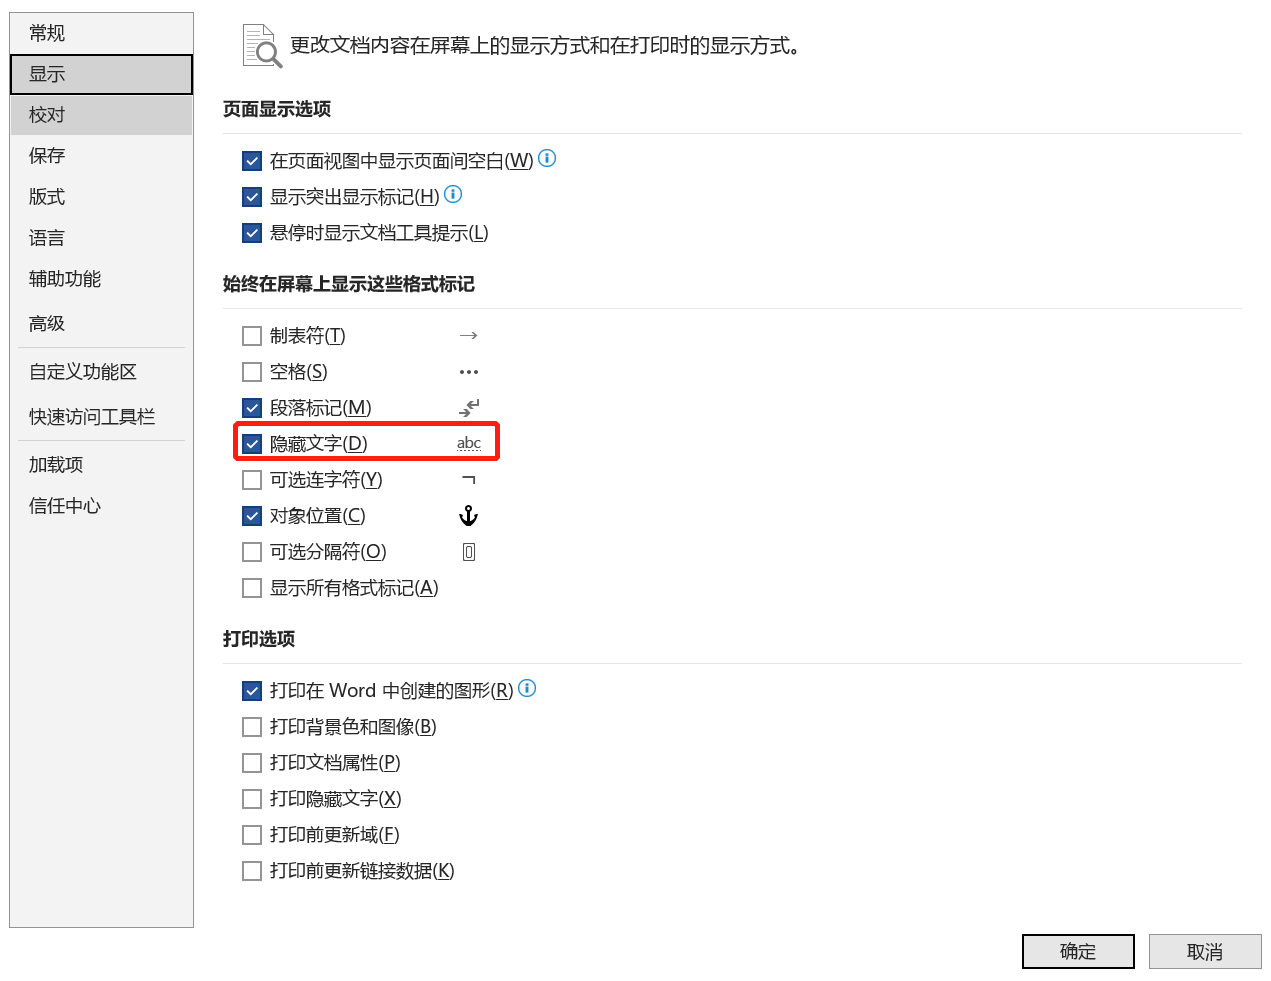 常规
显示
校对
保存
版式
语言
辅助功能
高级
自定义功能区
快速访问工具栏
加载项
信任中心
更改文档内容在屏幕上的显示方式和在打印时的显示方式。
页面显示选项
在页面视图中显示页面间空白(W)
显示突出显示标记(H)
悬停时显示文档工具提示(L)
始终在屏幕上显示这些格式标记
制表符(T)
空格(S)
段落标记(M)
隐藏文字(D) abc
可选连字符(Y)
对象位置(C)
可选分隔符(O)
显示所有格式标记(A)
打印选项
打印在 Word 中创建的图形(R)
打印背景色和图像(B)
打印文档属性(P)
打印隐藏文字(X)
打印前更新域(F)
打印前更新链接数据(K)
确定 取消